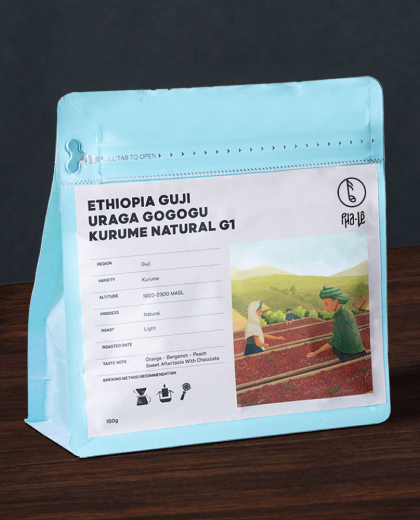 PULL TAB TO OPEN
ETHIOPIA GUJI
URAGA GOGOGU
KURUME NATURAL G1
PHA·LÊ
REGION Guji
VARIETY Kurume
ALTITUDE 1900-2300 MASL
PROCESS Natural
ROAST Light
ROASTED DATE
TASTE NOTE Orange - Bergamot - Peach
Sweet Aftertaste With Chocolate
BREWING METHOD RECOMMENDATION
150g